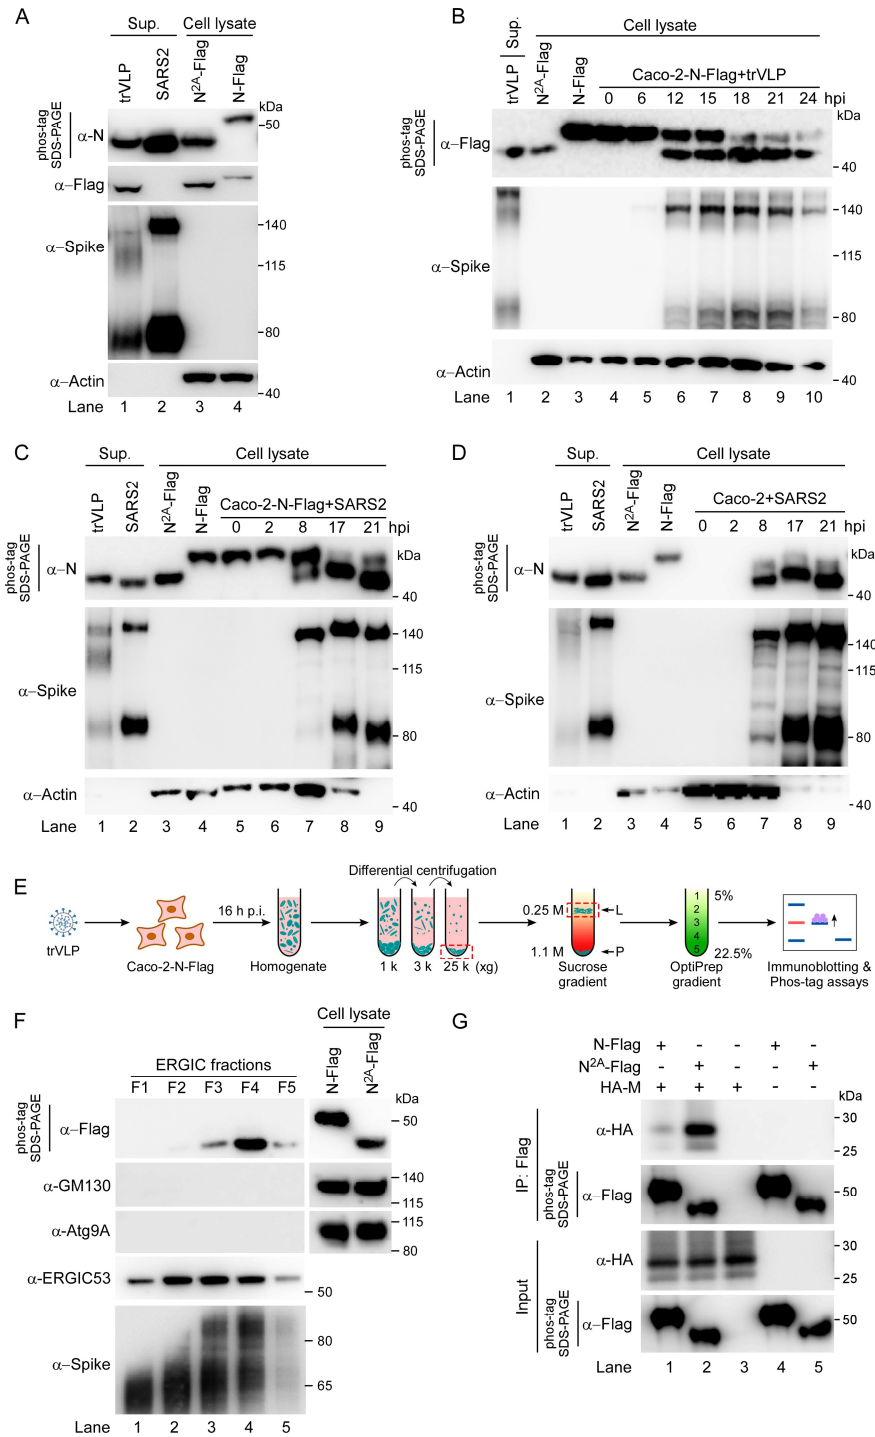 A
Sup. Cell lysate
trVLP SARS2 N2A-Flag N-Flag
kDa
phos-tag SDS-PAGE
α-N
50
α-Flag
α-Spike
140
115
80
α-Actin
40
Lane 1 2 3 4
B
Sup. Cell lysate
trVLP N2A-Flag N-Flag
Caco-2-N-Flag+trVLP
0 6 12 15 18 21 24 hpi
kDa
phos-tag SDS-PAGE
α-Flag
40
α-Spike
140
115
80
α-Actin
40
Lane 1 2 3 4 5 6 7 8 9 10
C
Sup. Cell lysate
trVLP SARS2 N2A-Flag N-Flag
Caco-2-N-Flag+SARS2
0 2 8 17 21 hpi
kDa
phos-tag SDS-PAGE
α-N
40
α-Spike
140
115
80
α-Actin
40
Lane 1 2 3 4 5 6 7 8 9
D
Sup. Cell lysate
trVLP SARS2 N2A-Flag N-Flag
Caco-2+SARS2
0 2 8 17 21 hpi
kDa
phos-tag SDS-PAGE
α-N
40
α-Spike
140
115
80
α-Actin
40
Lane 1 2 3 4 5 6 7 8 9
E
trVLP
Caco-2-N-Flag
16 h p.i.
Homogenate
Differential centrifugation
1 k 3 k 25 k (xg)
0.25 M L
1.1 M P
Sucrose gradient
1 5%
2
3
4
5 22.5%
OptiPrep gradient
Immunoblotting & Phos-tag assays
F
Cell lysate
ERGIC fractions
F1 F2 F3 F4 F5
N-Flag N2A-Flag
kDa
phos-tag SDS-PAGE
α-Flag
50
α-GM130
140
115
α-Atg9A
115
80
α-ERGIC53
50
α-Spike
80
65
Lane 1 2 3 4 5
G
N-Flag + - - + -
N2A-Flag - + - - +
HA-M + + + - -
kDa
IP: Flag
α-HA
30
25
phos-tag SDS-PAGE
α-Flag
50
Input
α-HA
30
25
phos-tag SDS-PAGE
α-Flag
50
Lane 1 2 3 4 5